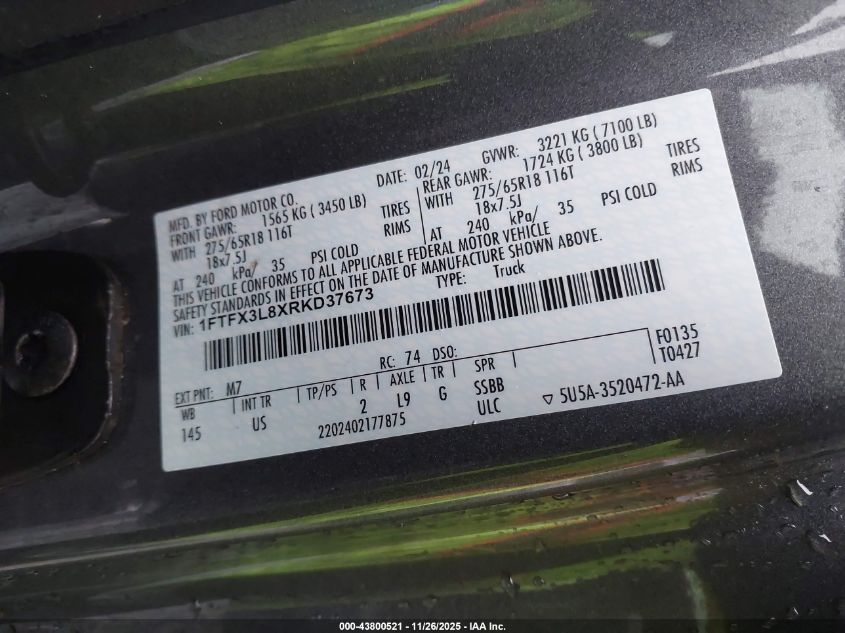 MFD. BY FORD MOTOR CO.
DATE: 02/24 GVWR: 3221 KG ( 7100 LB)
FRONT GAWR: 1565 KG ( 3450 LB) REAR GAWR: 1724 KG ( 3800 LB)
WITH 275/65R18 116T TIRES WITH 275/65R18 116T TIRES
18x7.5J RIMS 18x7.5J RIMS
AT 240 kPa/ 35 PSI COLD AT 240 kPa/ 35 PSI COLD
THIS VEHICLE CONFORMS TO ALL APPLICABLE FEDERAL MOTOR VEHICLE
SAFETY STANDARDS IN EFFECT ON THE DATE OF MANUFACTURE SHOWN ABOVE.
VIN: 1FTFX3L8XRKD37673 TYPE: Truck
F0135
T0427
EXT PNT: M7 RC: 74 DSO:
WB INT TR TP/PS R AXLE TR SPR
145 US 2 L9 G SSBB
2202402177875 ULC ▽ 5U5A-3520472-AA
000-43800521 - 11/26/2025 - IAA Inc.